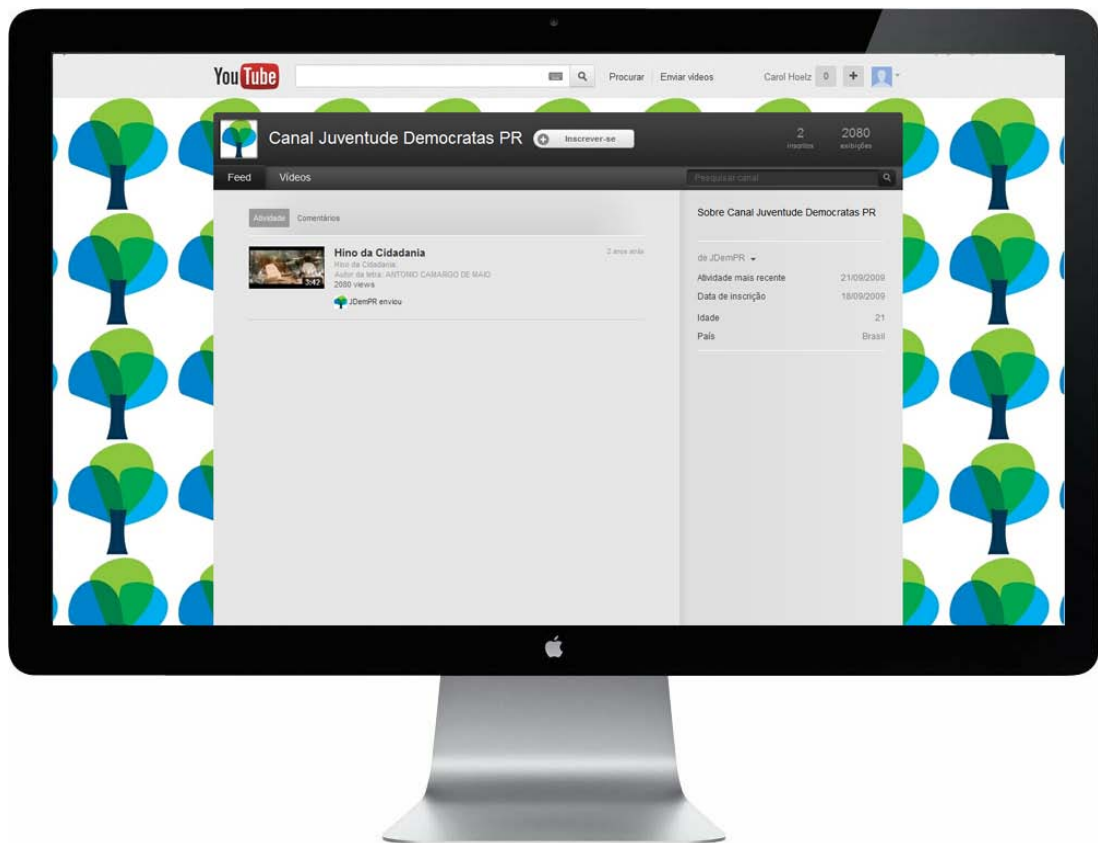 YouTube
Procurar Enviar vídeos Carol Hoelz 0 +
Canal Juventude Democratas PR Inscrever-se 2 inscritos 2080 exibições
Feed Vídeos Pesquisar canal
Atividade Comentários
Sobre Canal Juventude Democratas PR
Hino da Cidadania 2 anos atrás
Hino da Cidadania.
Autor da letra: ANTONIO CAMARGO DE MAIO
2080 views
3:42
JDemPR enviou
de JDemPR
Atividade mais recente 21/09/2009
Data de inscrição 18/09/2009
Idade 21
País Brasil